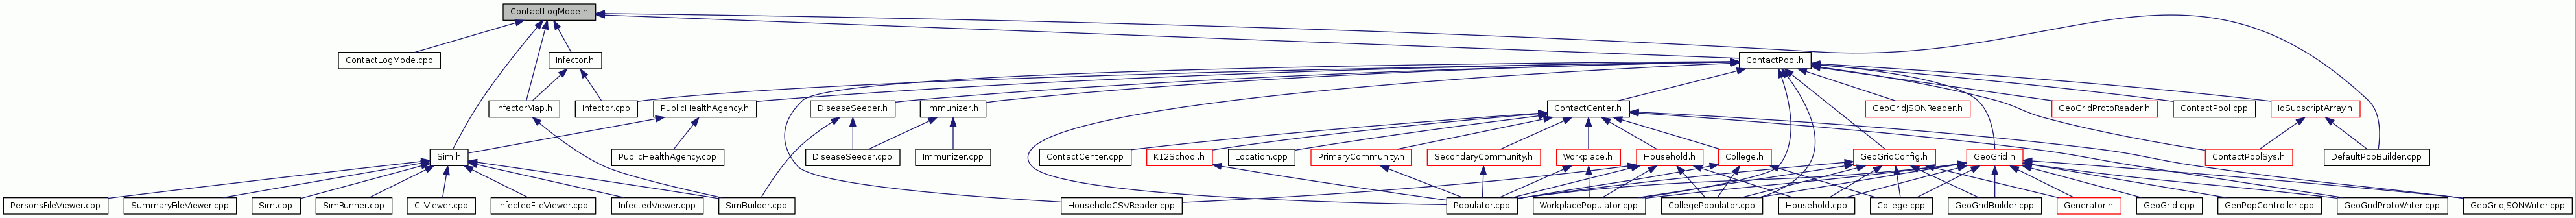 ContactLogMode.h
ContactLogMode.cpp
Infector.h
ContactPool.h
InfectorMap.h
Infector.cpp
PublicHealthAgency.h
DiseaseSeeder.h
Immunizer.h
ContactCenter.h
GeoGridJSONReader.h
GeoGridProtoReader.h
ContactPool.cpp
IdSubscriptArray.h
Sim.h
PublicHealthAgency.cpp
DiseaseSeeder.cpp
Immunizer.cpp
ContactCenter.cpp
K12School.h
Location.cpp
PrimaryCommunity.h
SecondaryCommunity.h
Workplace.h
Household.h
College.h
GeoGridConfig.h
GeoGrid.h
ContactPoolSys.h
DefaultPopBuilder.cpp
PersonsFileViewer.cpp
SummaryFileViewer.cpp
Sim.cpp
SimRunner.cpp
CliViewer.cpp
InfectedFileViewer.cpp
InfectedViewer.cpp
SimBuilder.cpp
HouseholdCSVReader.cpp
Populator.cpp
WorkplacePopulator.cpp
CollegePopulator.cpp
Household.cpp
College.cpp
GeoGridBuilder.cpp
Generator.h
GeoGrid.cpp
GenPopController.cpp
GeoGridProtoWriter.cpp
GeoGridJSONWriter.cpp